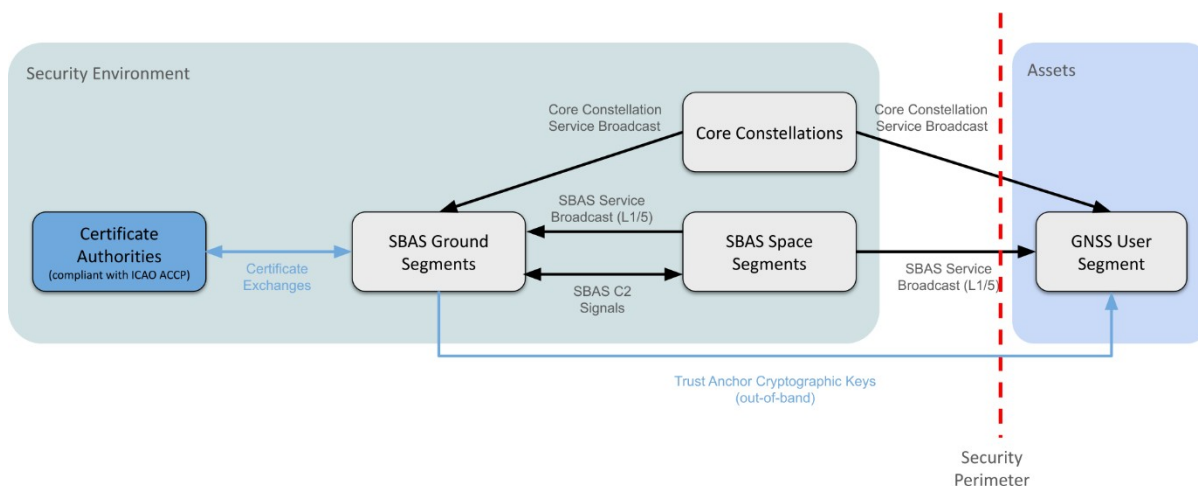 Security Environment
Assets
Core Constellation
Service Broadcast
Core Constellations
Core Constellation
Service Broadcast
Certificate
Authorities
(compliant with ICAO ACCP)
Certificate
Exchanges
SBAS Ground
Segments
SBAS Service
Broadcast (L1/5)
SBAS C2
Signals
SBAS Space
Segments
SBAS Service
Broadcast (L1/5)
GNSS User
Segment
Trust Anchor Cryptographic Keys
(out-of-band)
Security
Perimeter